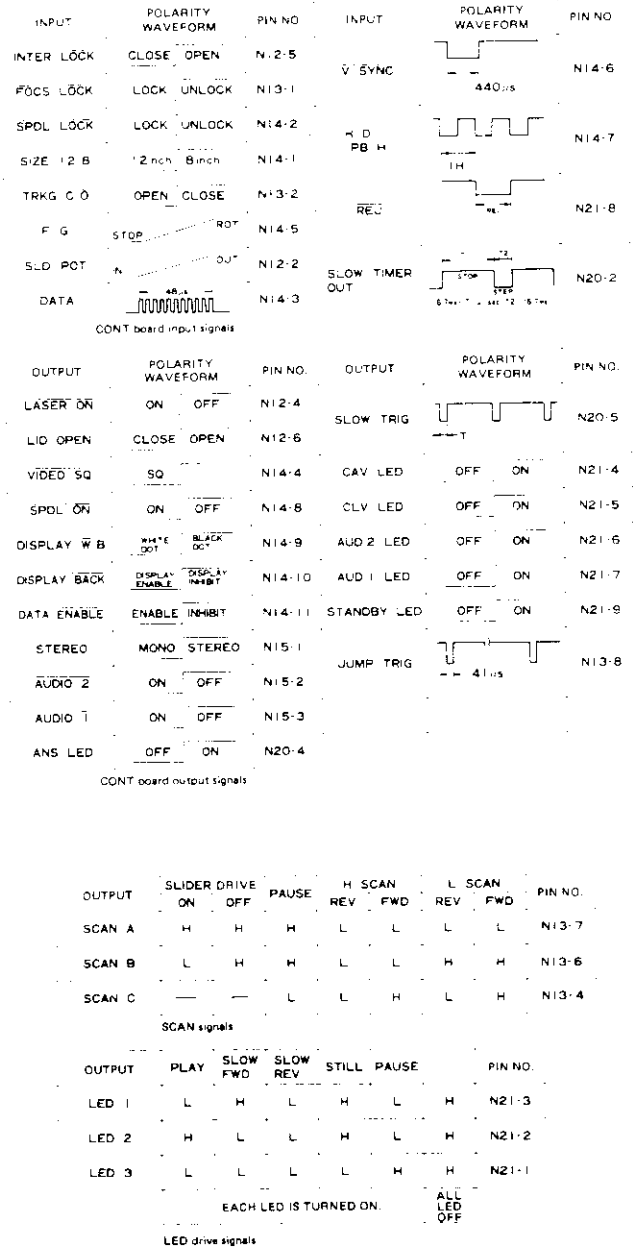 INPUT POLARITY WAVEFORM PIN NO.
INTER LOCK CLOSE OPEN N12-5
FOCS LOCK LOCK UNLOCK N13-1
SPDL LOCK LOCK UNLOCK N14-2
SIZE 12 8 12inch 8inch N14-1
TRKG C O OPEN CLOSE N13-2
F G STOP ROT N14-5
SLD POT IN OUT N12-2
DATA 48µs N14-3
CONT board input signals
INPUT POLARITY WAVEFORM PIN NO
V SYNC 440µs N14-6
H D
PB H 1H N14-7
REJ REJ N21-8
SLOW TIMER OUT T2 STOP STEP N20-2
OUTPUT POLARITY WAVEFORM PIN NO.
LASER ON ON OFF N12-4
LID OPEN CLOSE OPEN N12-6
VIDEO SQ SQ N14-4
SPDL ON ON OFF N14-8
DISPLAY W B WHITE DOT BLACK DOT N14-9
DISPLAY BACK DISPLAY ENABLE DISPLAY INHIBIT N14-10
DATA ENABLE ENABLE INHIBIT N14-11
STEREO MONO STEREO N15-1
AUDIO 2 ON OFF N15-2
AUDIO 1 ON OFF N15-3
ANS LED OFF ON N20-4
CONT board output signals
OUTPUT POLARITY WAVEFORM PIN NO.
SLOW TRIG T N20-5
CAV LED OFF ON N21-4
CLV LED OFF ON N21-5
AUD 2 LED OFF ON N21-6
AUD 1 LED OFF ON N21-7
STANDBY LED OFF ON N21-9
JUMP TRIG 41µs N13-8
OUTPUT SLIDER DRIVE PAUSE H SCAN L SCAN PIN NO.
ON OFF REV FWD REV FWD
SCAN A H H H L L L L N13-7
SCAN B L H H L L H H N13-6
SCAN C — — L L H L H N13-4
SCAN signals
OUTPUT PLAY SLOW FWD SLOW REV STILL PAUSE PIN NO.
LED 1 L H L H L H N21-3
LED 2 H L L H L H N21-2
LED 3 L L L L H H N21-1
EACH LED IS TURNED ON. ALL LED OFF
LED drive signals